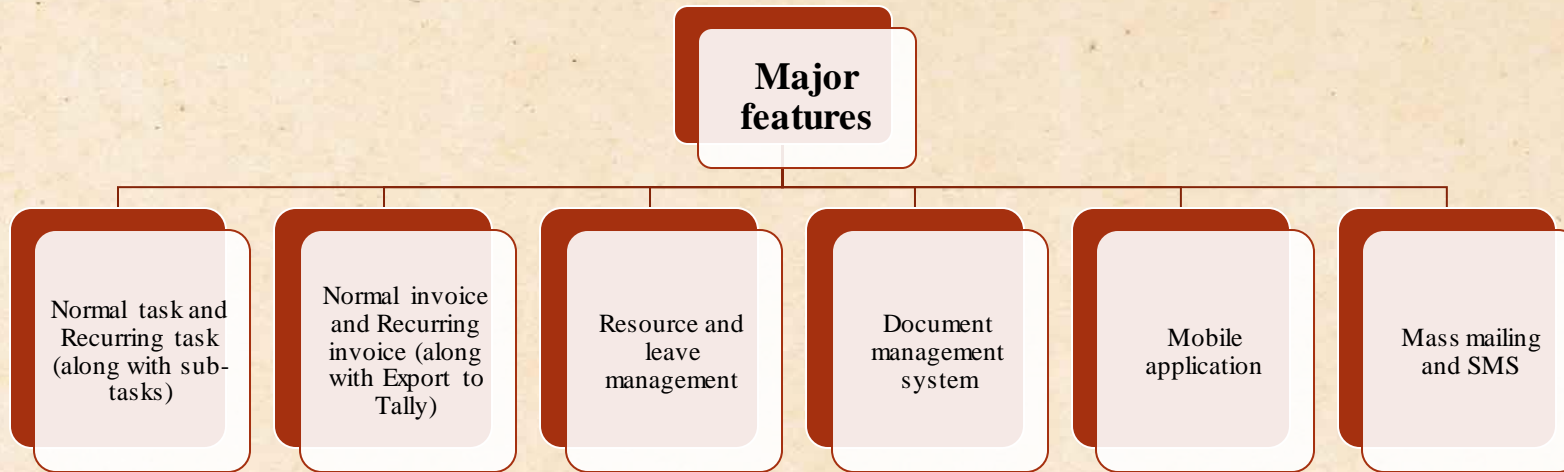 Major
features
Normal task and
Recurring task
(along with sub-
tasks)
Normal invoice
and Recurring
invoice (along
with Export to
Tally)
Resource and
leave
management
Document
management
system
Mobile
application
Mass mailing
and SMS